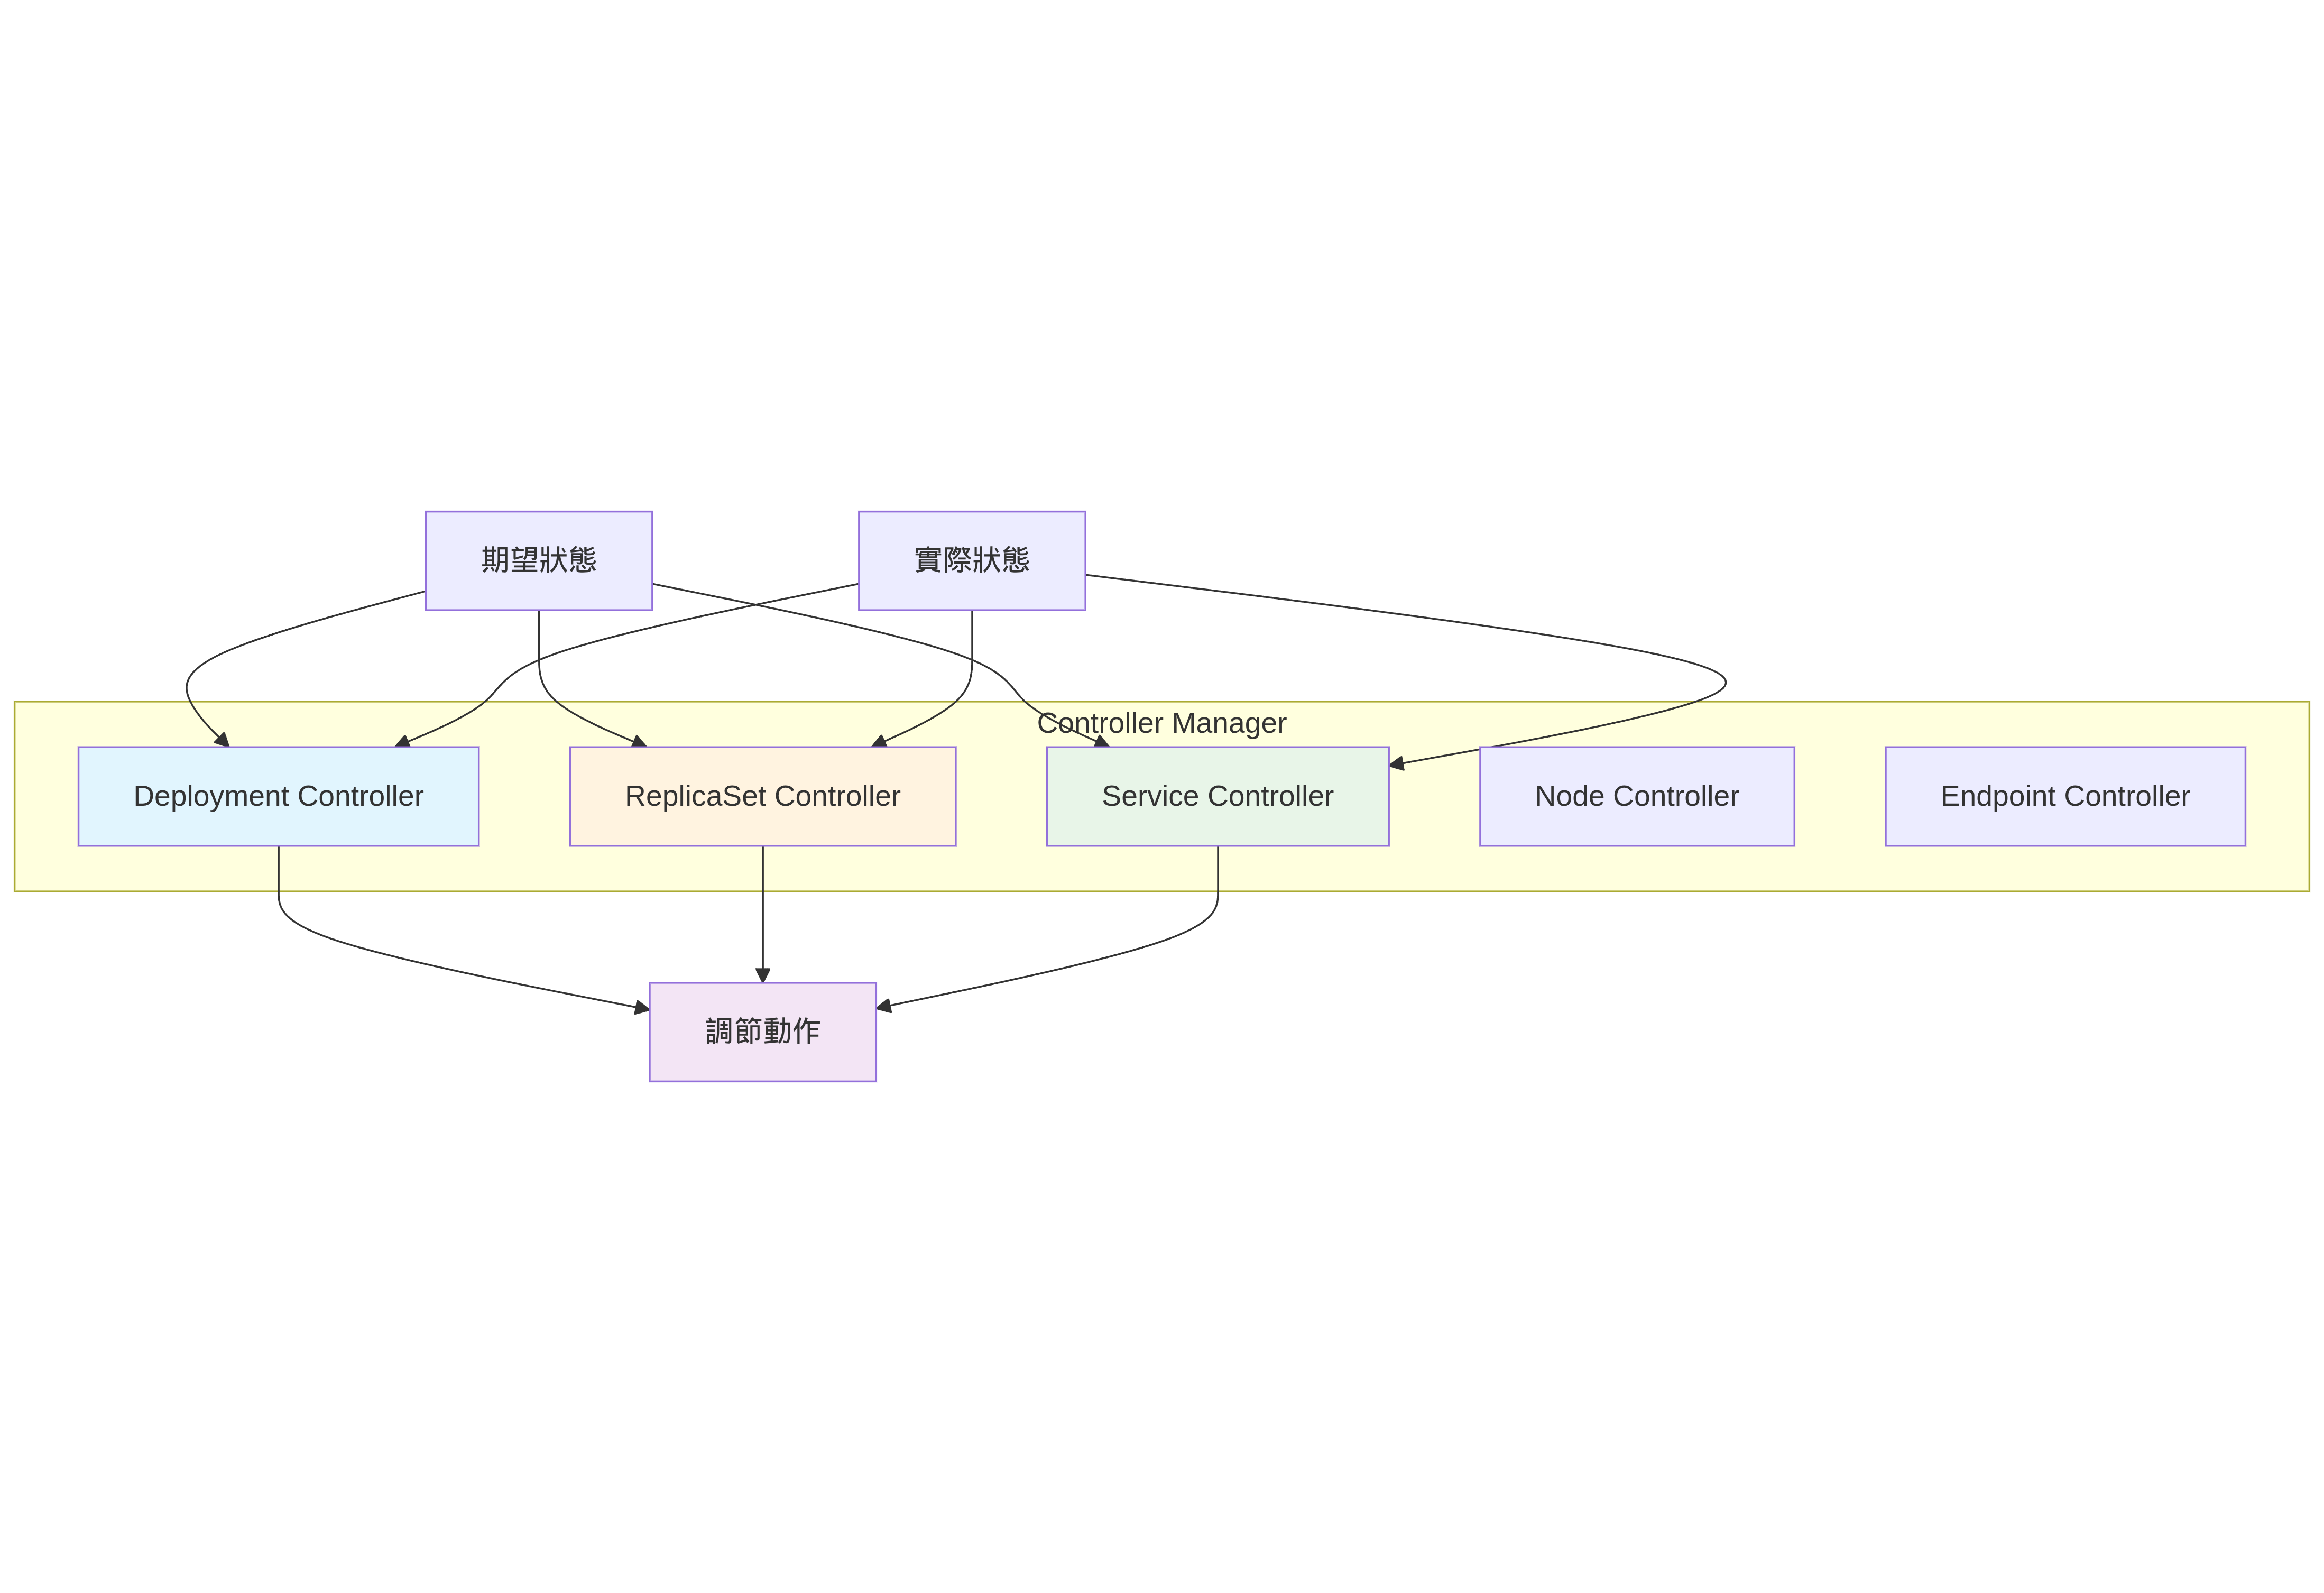 期望狀態
實際狀態
Controller Manager
Deployment Controller
ReplicaSet Controller
Service Controller
Node Controller
Endpoint Controller
調節動作